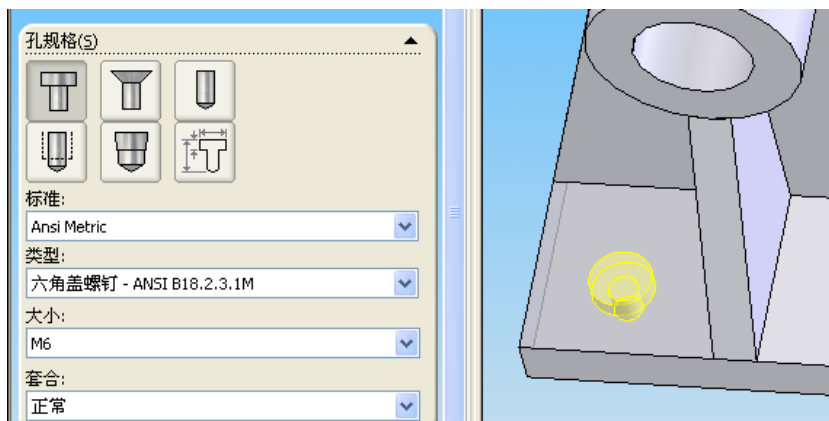 孔规格(S)
标准:
Ansi Metric
类型:
六角盖螺钉 - ANSI B18.2.3.1M
大小:
M6
套合:
正常